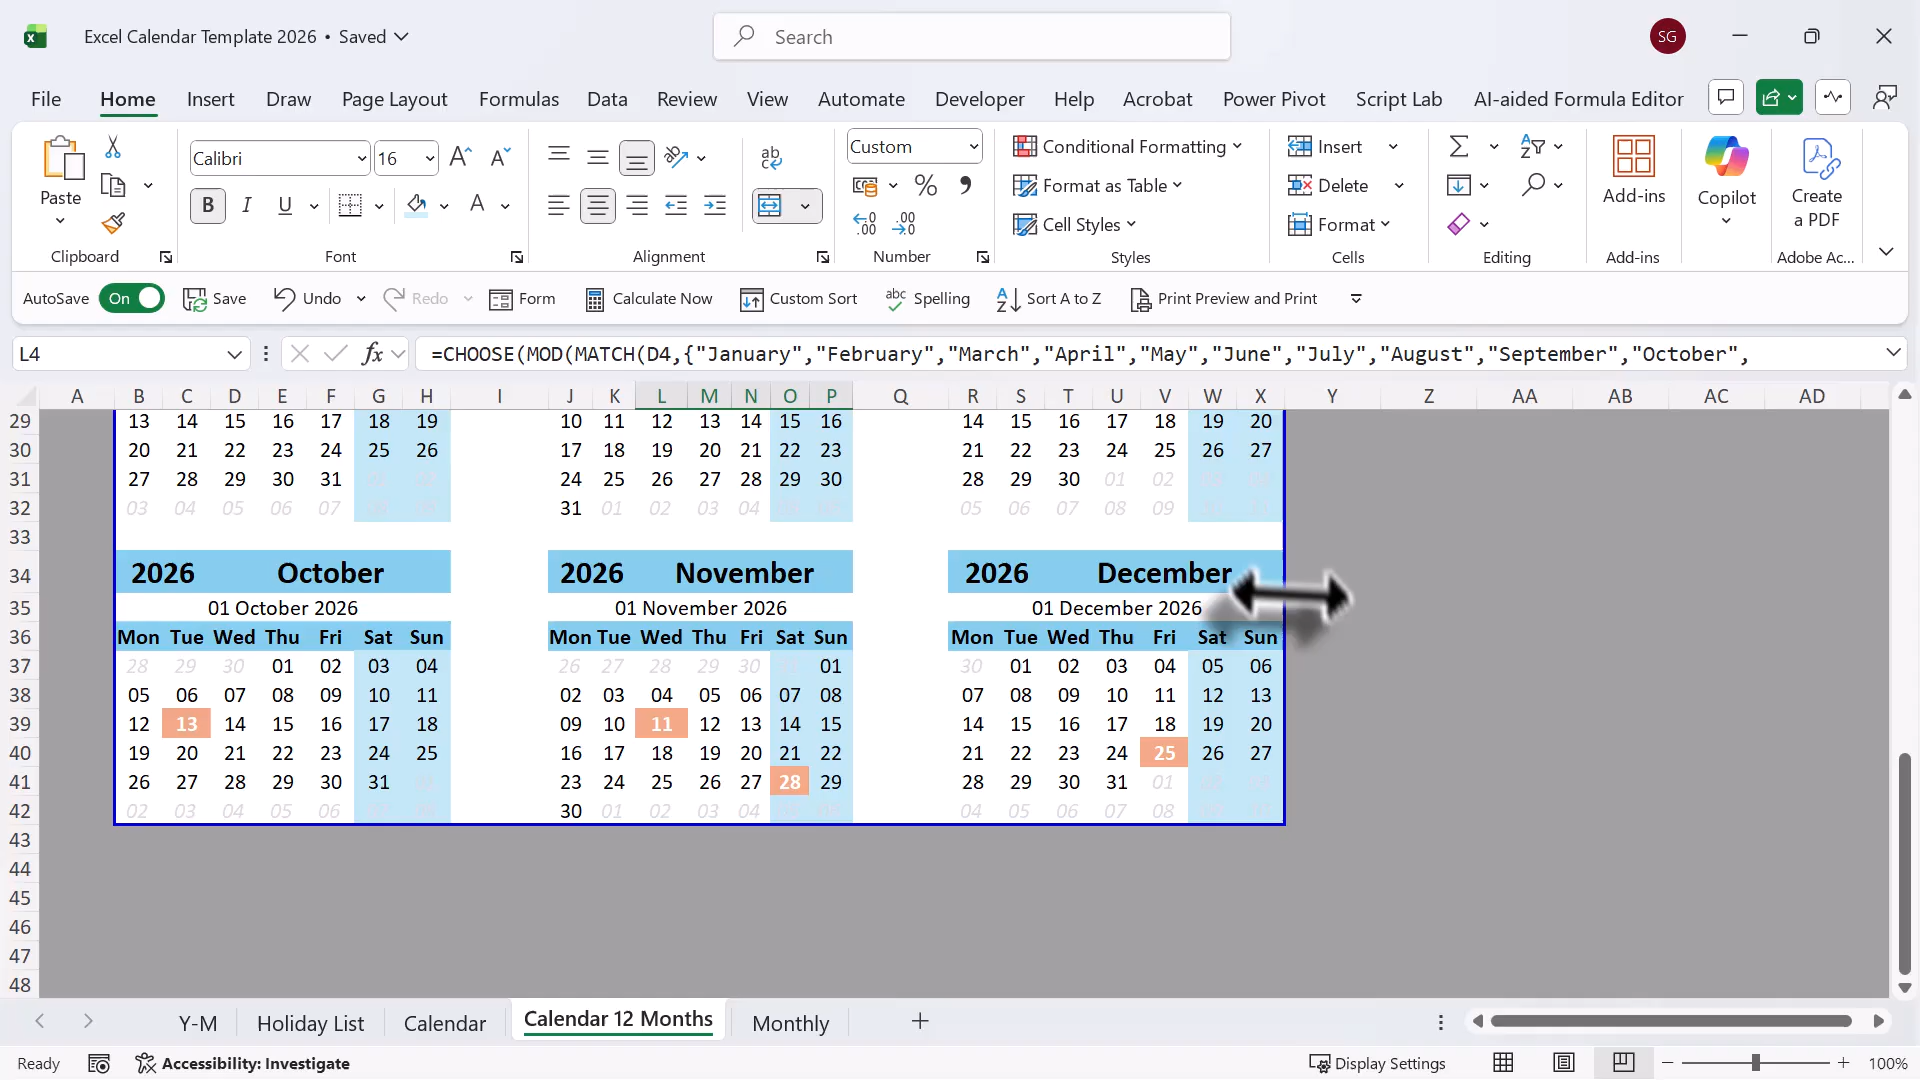 Excel Calendar Template 2026 • Saved
Search
SG
File Home Insert Draw Page Layout Formulas Data Review View Automate Developer Help Acrobat Power Pivot Script Lab AI-aided Formula Editor
Paste
Calibri 16
B I U A
ab
Custom
% 9
Conditional Formatting
Format as Table
Cell Styles
Insert
Delete
Format
Add-ins
Copilot
Create a PDF
Clipboard Font Alignment Number Styles Cells Editing Add-ins Adobe Ac...
AutoSave On Save Undo Redo Form Calculate Now Custom Sort Spelling Sort A to Z Print Preview and Print
L4 fx =CHOOSE(MOD(MATCH(D4,{"January","February","March","April","May","June","July","August","September","October",
A B C D E F G H I J K L M N O P Q R S T U V W X Y Z AA AB AC AD
29 13 14 15 16 17 18 19 10 11 12 13 14 15 16 14 15 16 17 18 19 20
30 20 21 22 23 24 25 26 17 18 19 20 21 22 23 21 22 23 24 25 26 27
31 27 28 29 30 31 24 25 26 27 28 29 30 28 29 30 01 02
32 03 04 05 06 07 31 01 02 03 04 05 06 07 08 09
33
34 2026 October 2026 November 2026 December
35 01 October 2026 01 November 2026 01 December 2026
36 Mon Tue Wed Thu Fri Sat Sun Mon Tue Wed Thu Fri Sat Sun Mon Tue Wed Thu Fri Sat Sun
37 28 29 30 01 02 03 04 26 27 28 29 30 01 30 01 02 03 04 05 06
38 05 06 07 08 09 10 11 02 03 04 05 06 07 08 07 08 09 10 11 12 13
39 12 13 14 15 16 17 18 09 10 11 12 13 14 15 14 15 16 17 18 19 20
40 19 20 21 22 23 24 25 16 17 18 19 20 21 22 21 22 23 24 25 26 27
41 26 27 28 29 30 31 23 24 25 26 27 28 29 28 29 30 31 01
42 02 03 04 05 06 30 01 02 03 04 04 05 06 07 08
43
44
45
46
47
48
Y-M Holiday List Calendar Calendar 12 Months Monthly
Ready Accessibility: Investigate Display Settings 100%